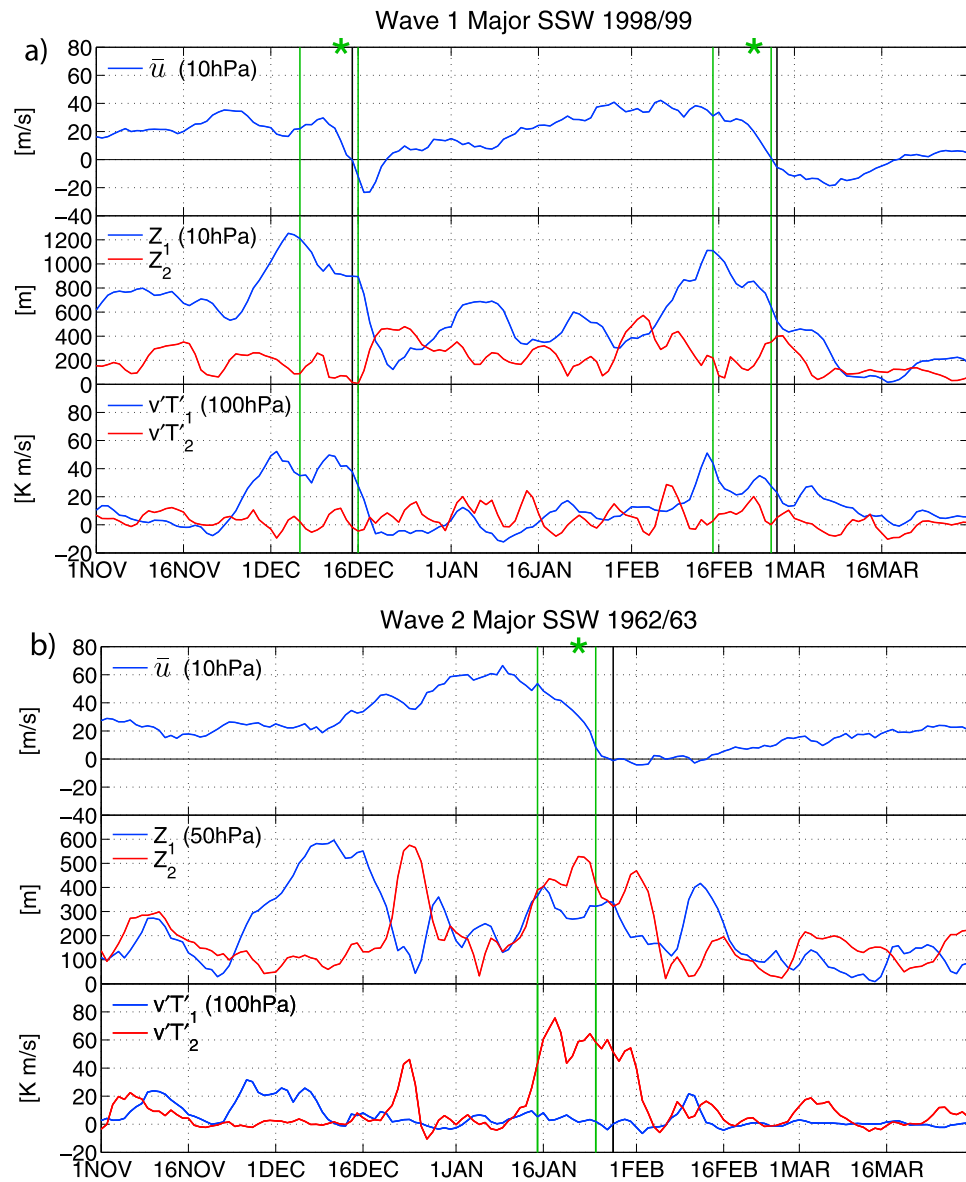 Wave 1 Major SSW 1998/99
a)
*
*
80
60
40
20
0
−20
−40
[m/s]
u̅ (10hPa)
1200
1000
800
600
400
200
0
[m]
Z1 (10hPa)
Z2
80
60
40
20
0
−20
[K m/s]
v'T'1 (100hPa)
v'T'2
1NOV 16NOV 1DEC 16DEC 1JAN 16JAN 1FEB 16FEB 1MAR 16MAR
Wave 2 Major SSW 1962/63
b)
*
80
60
40
20
0
−20
−40
[m/s]
u̅ (10hPa)
600
500
400
300
200
100
0
[m]
Z1 (50hPa)
Z2
80
60
40
20
0
−20
[K m/s]
v'T'1 (100hPa)
v'T'2
1NOV 16NOV 1DEC 16DEC 1JAN 16JAN 1FEB 16FEB 1MAR 16MAR